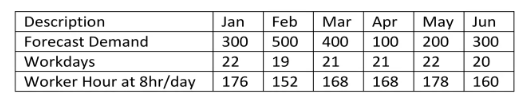 Description Jan Feb Mar Apr May Jun
Forecast Demand 300 500 400 100 200 300
Workdays 22 19 21 21 22 20
Worker Hour at 8hr/day 176 152 168 168 178 160